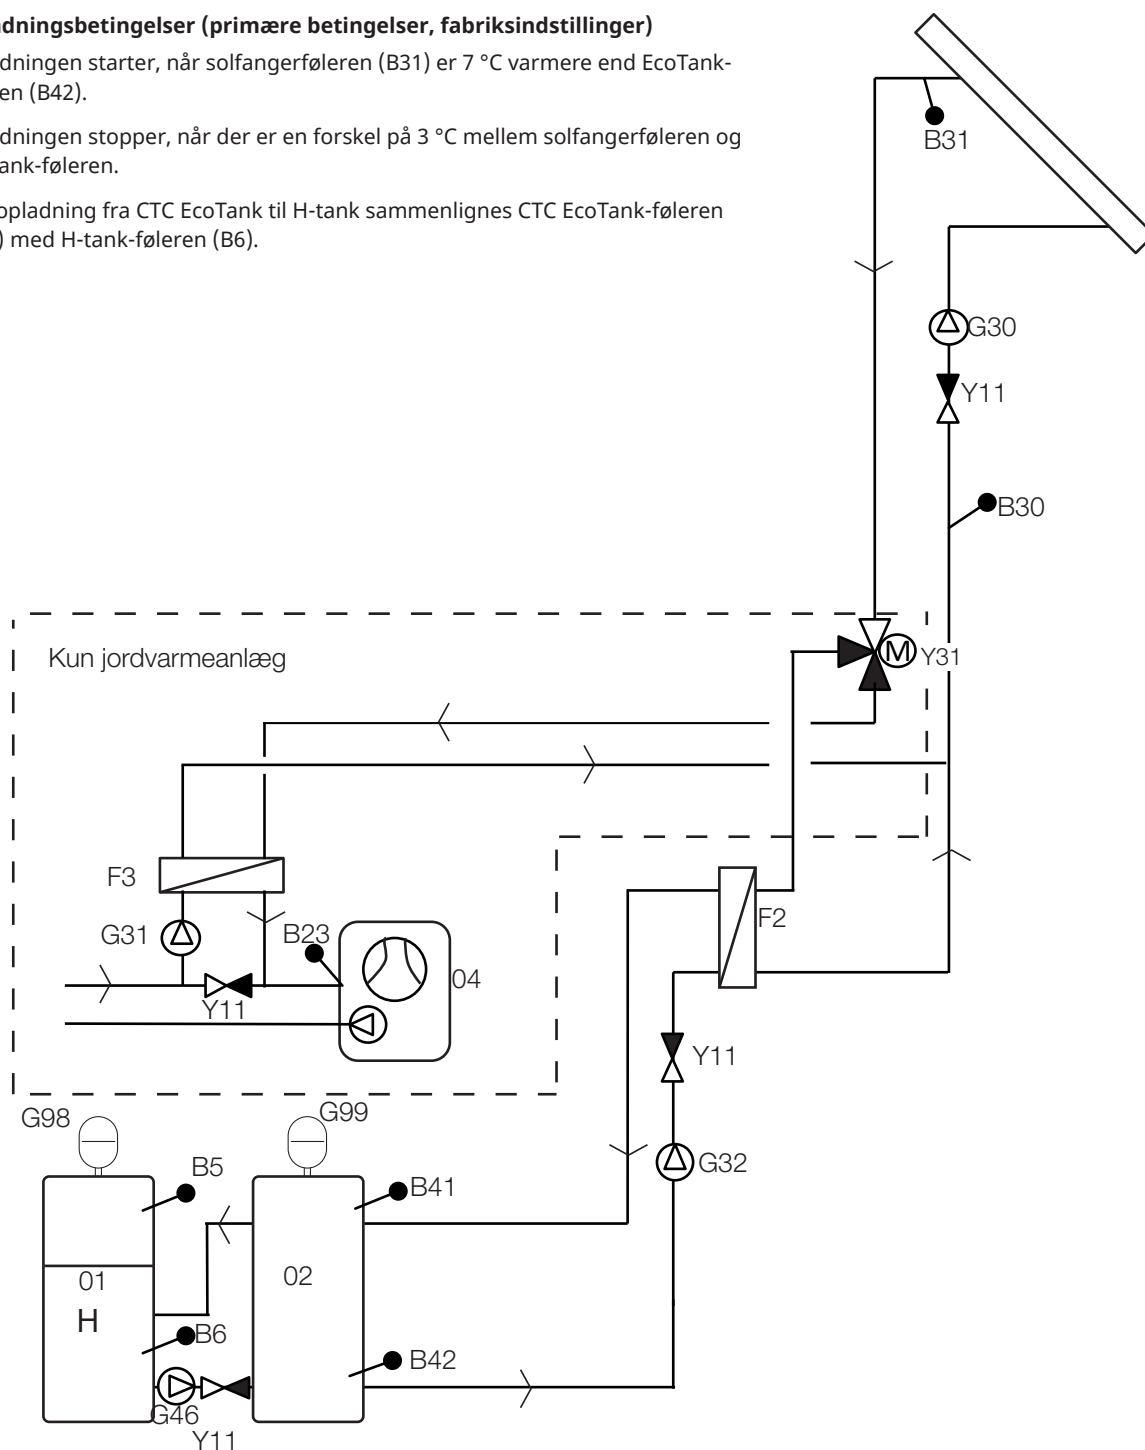 dningsbetingelser (primære betingelser, fabriksindstillinger)
dningen starter, når solfangerføleren (B31) er 7 °C varmere end EcoTank-
en (B42).
dningen stopper, når der er en forskel på 3 °C mellem solfangerføleren og
ank-føleren.
opladning fra CTC EcoTank til H-tank sammenlignes CTC EcoTank-føleren
) med H-tank-føleren (B6).
B31
G30
Y11
B30
Kun jordvarmeanlæg
M
Y31
F3
F2
G31
B23
04
Y11
Y11
G98
G99
B5
B41
G32
01
02
H
B6
B42
G46
Y11